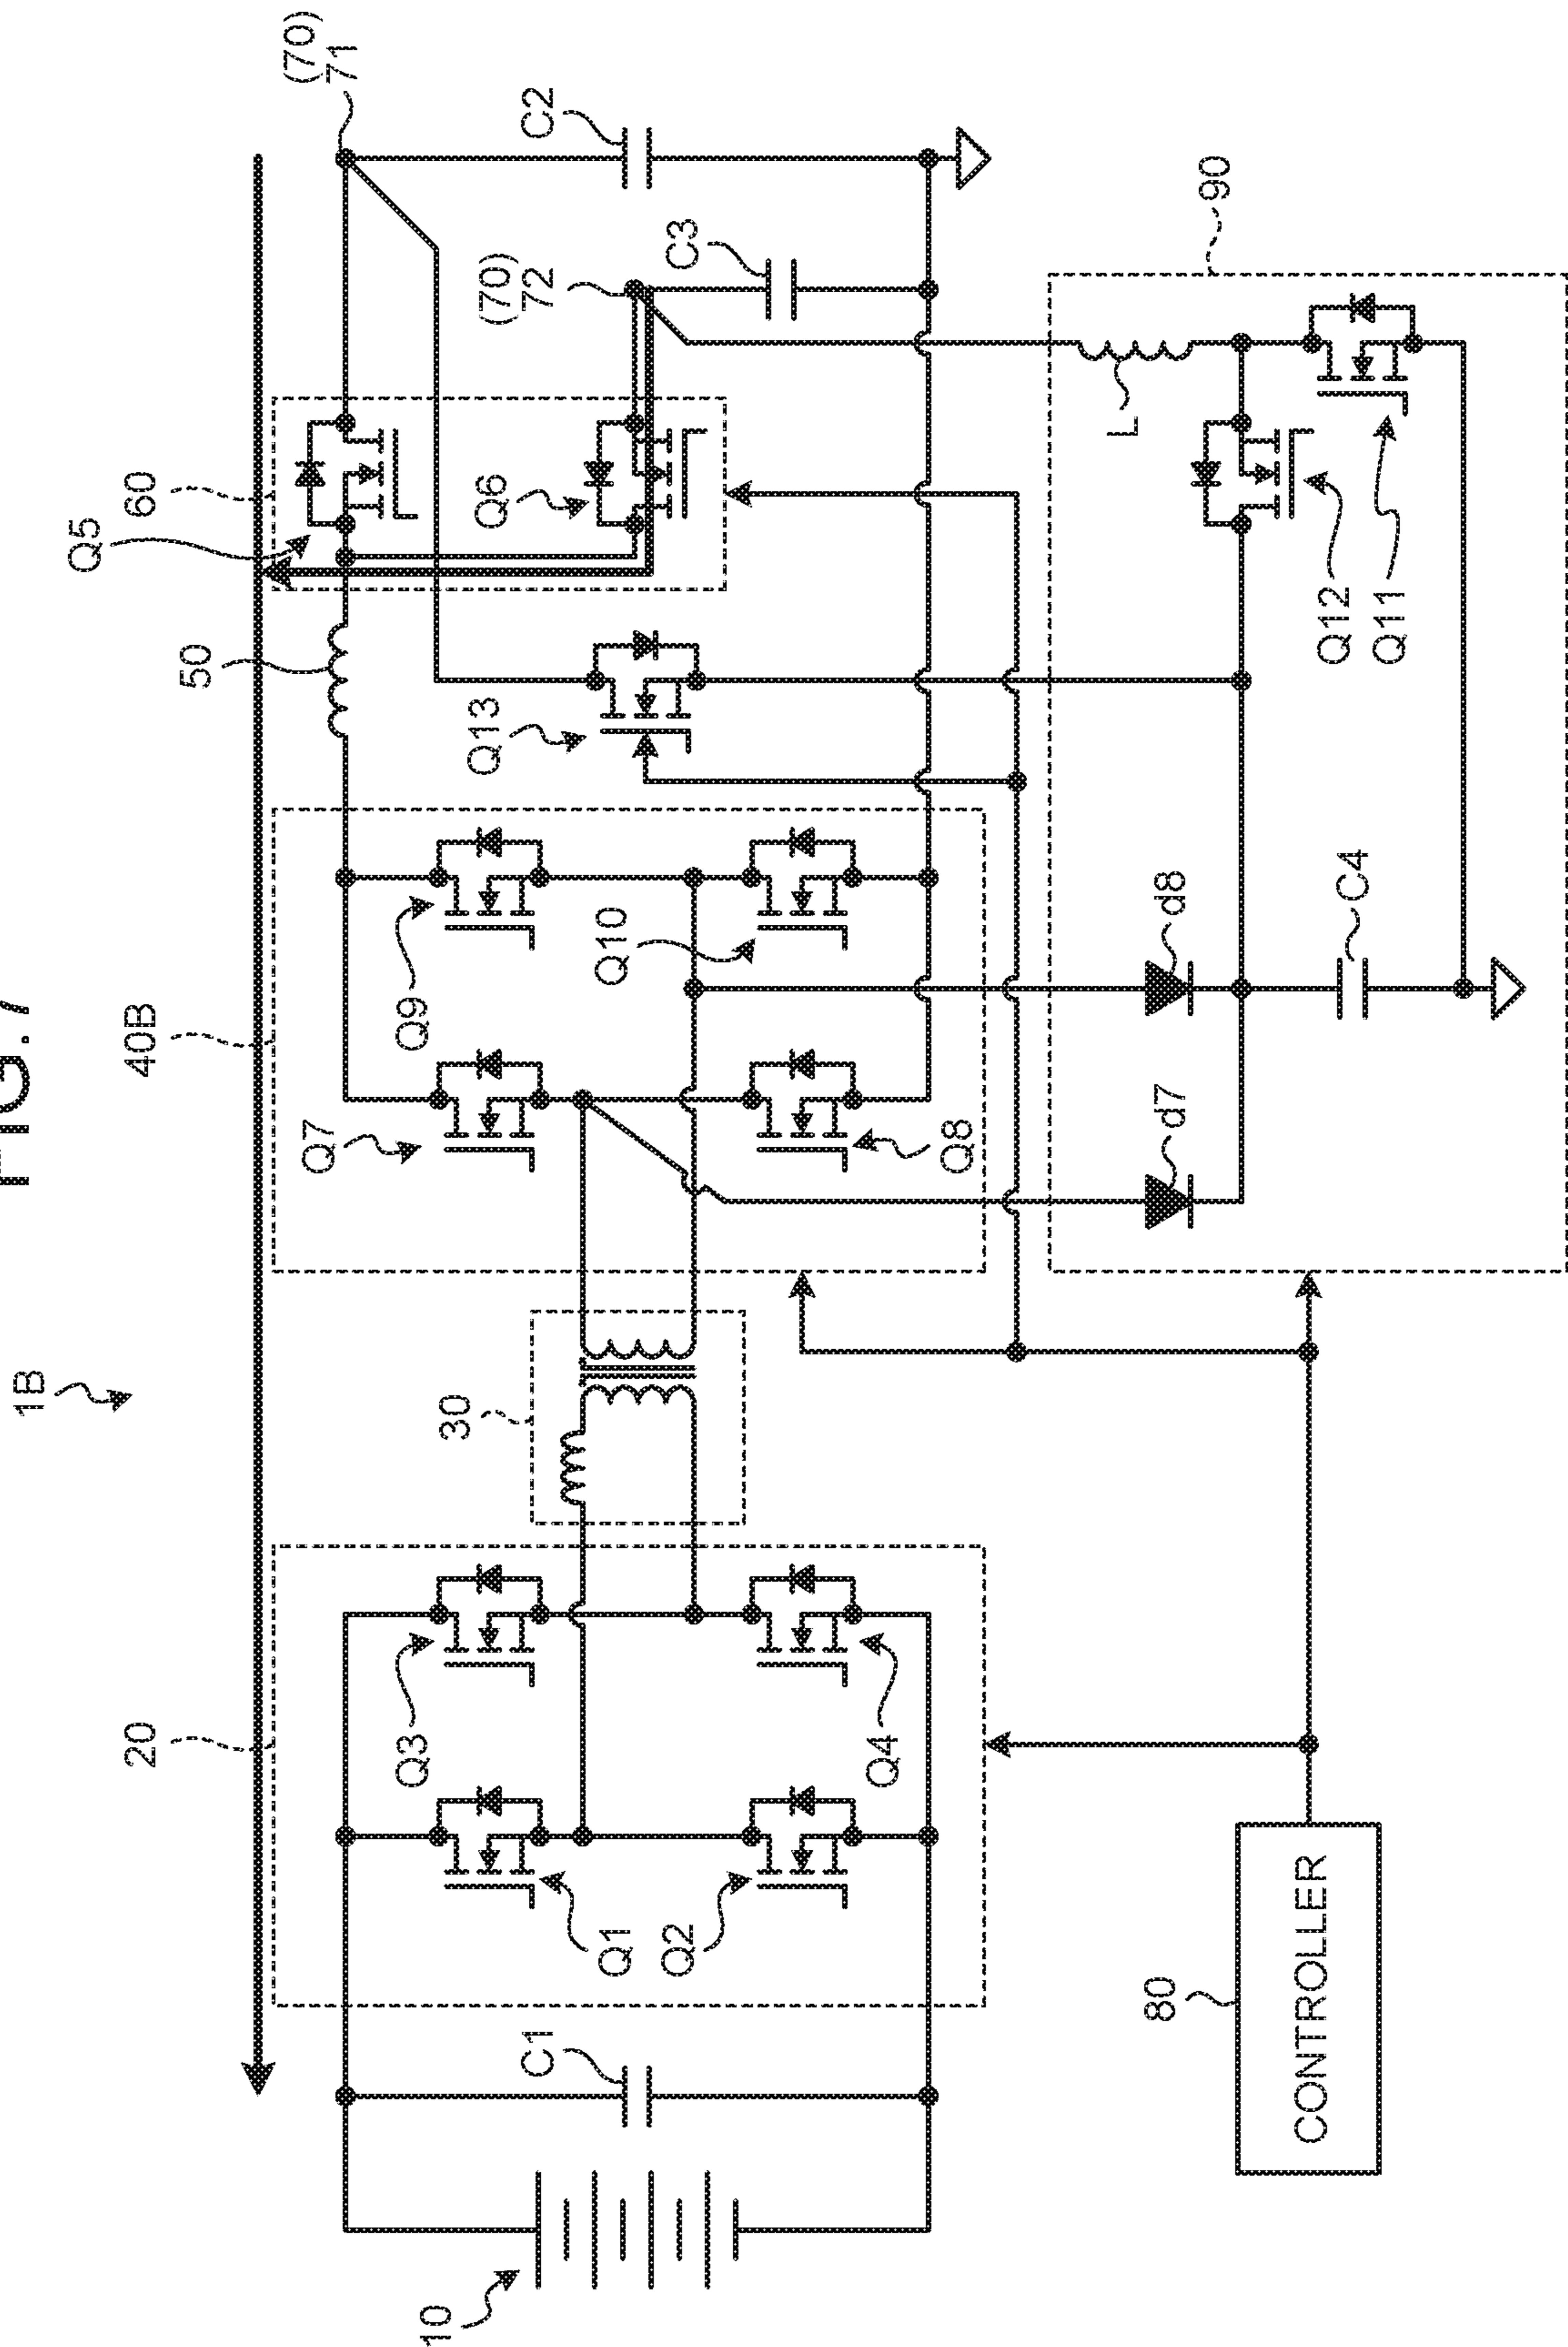 FIG.7
1B
20
40B
Q5
60
(70)
71
50
Q3
Q1
Q2
Q4
C1
10
30
Q7
Q9
Q10
Q8
Q13
Q6
(70)
72
C2
C3
90
d7
d8
C4
L
Q12
Q11
80
CONTROLLER